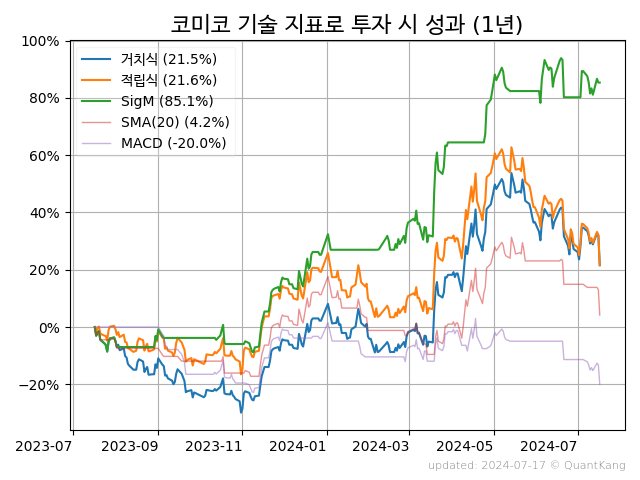 코미코 기술 지표로 투자 시 성과 (1년)
100%
80%
60%
40%
20%
0%
−20%
거치식 (21.5%)
적립식 (21.6%)
SigM (85.1%)
SMA(20) (4.2%)
MACD (-20.0%)
2023-07
2023-09
2023-11
2024-01
2024-03
2024-05
2024-07
updated: 2024-07-17 © QuantKang